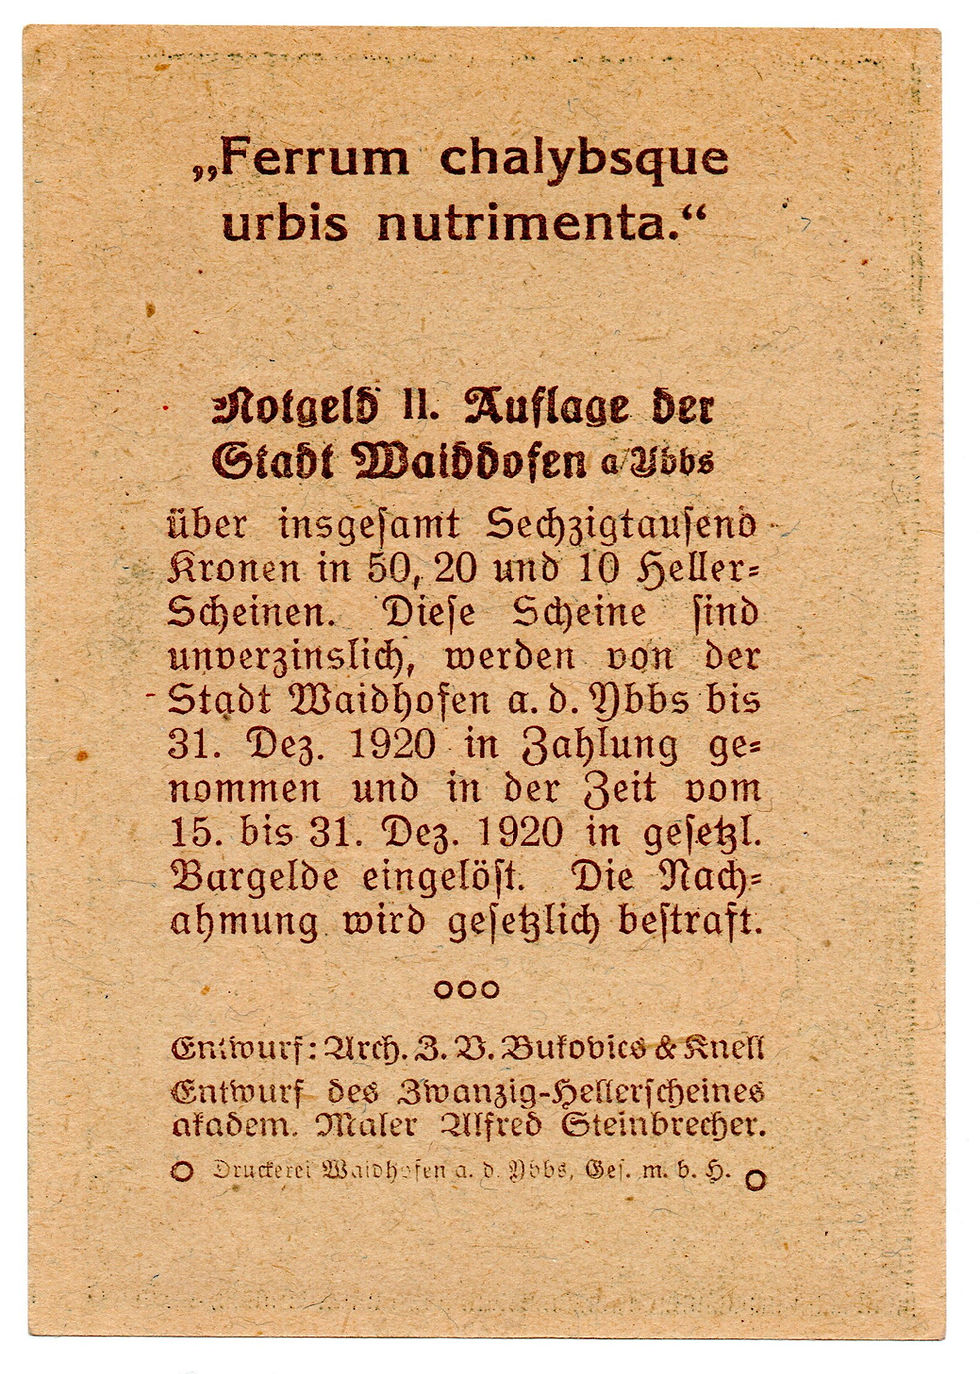 „Ferrum chalybsque
urbis nutrimenta.“
Notgeld II. Auflage der
Stadt Waidhofen a/Ybbs
über insgesamt Sechzigtausend
Kronen in 50, 20 und 10 Heller-
Scheinen. Diese Scheine sind
unverzinslich, werden von der
Stadt Waidhofen a. d. Ybbs bis
31. Dez. 1920 in Zahlung ge-
nommen und in der Zeit vom
15. bis 31. Dez. 1920 in gesetzl.
Bargelde eingelöst. Die Nach-
ahmung wird gesetzlich bestraft.
Entwurf: Arch. Z. V. Bukovics & Knell
Entwurf des Zwanzig-Hellerscheines
akadem. Maler Alfred Steinbrecher.
Druckerei Waidhofen a. d. Ybbs, Ges. m. b. H.